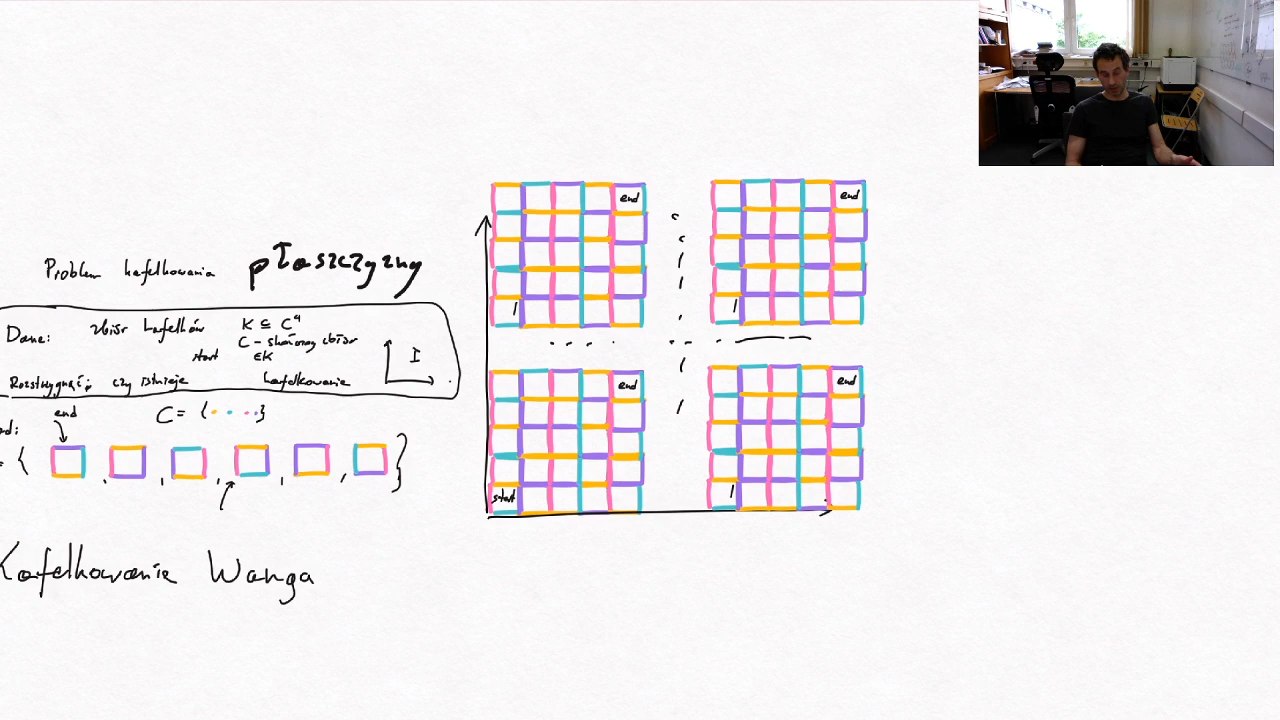 Problem kafelkowania płaszczyzny
Dane: zbiór kafelków K ⊆ C⁴
C - skończony zbiór
start ∈K
I
Rozstrzygnąć: czy istnieje kafelkowanie
end
C = { }
= { , , , , , }
Kafelkowanie Wanga
end
end
end
end
start